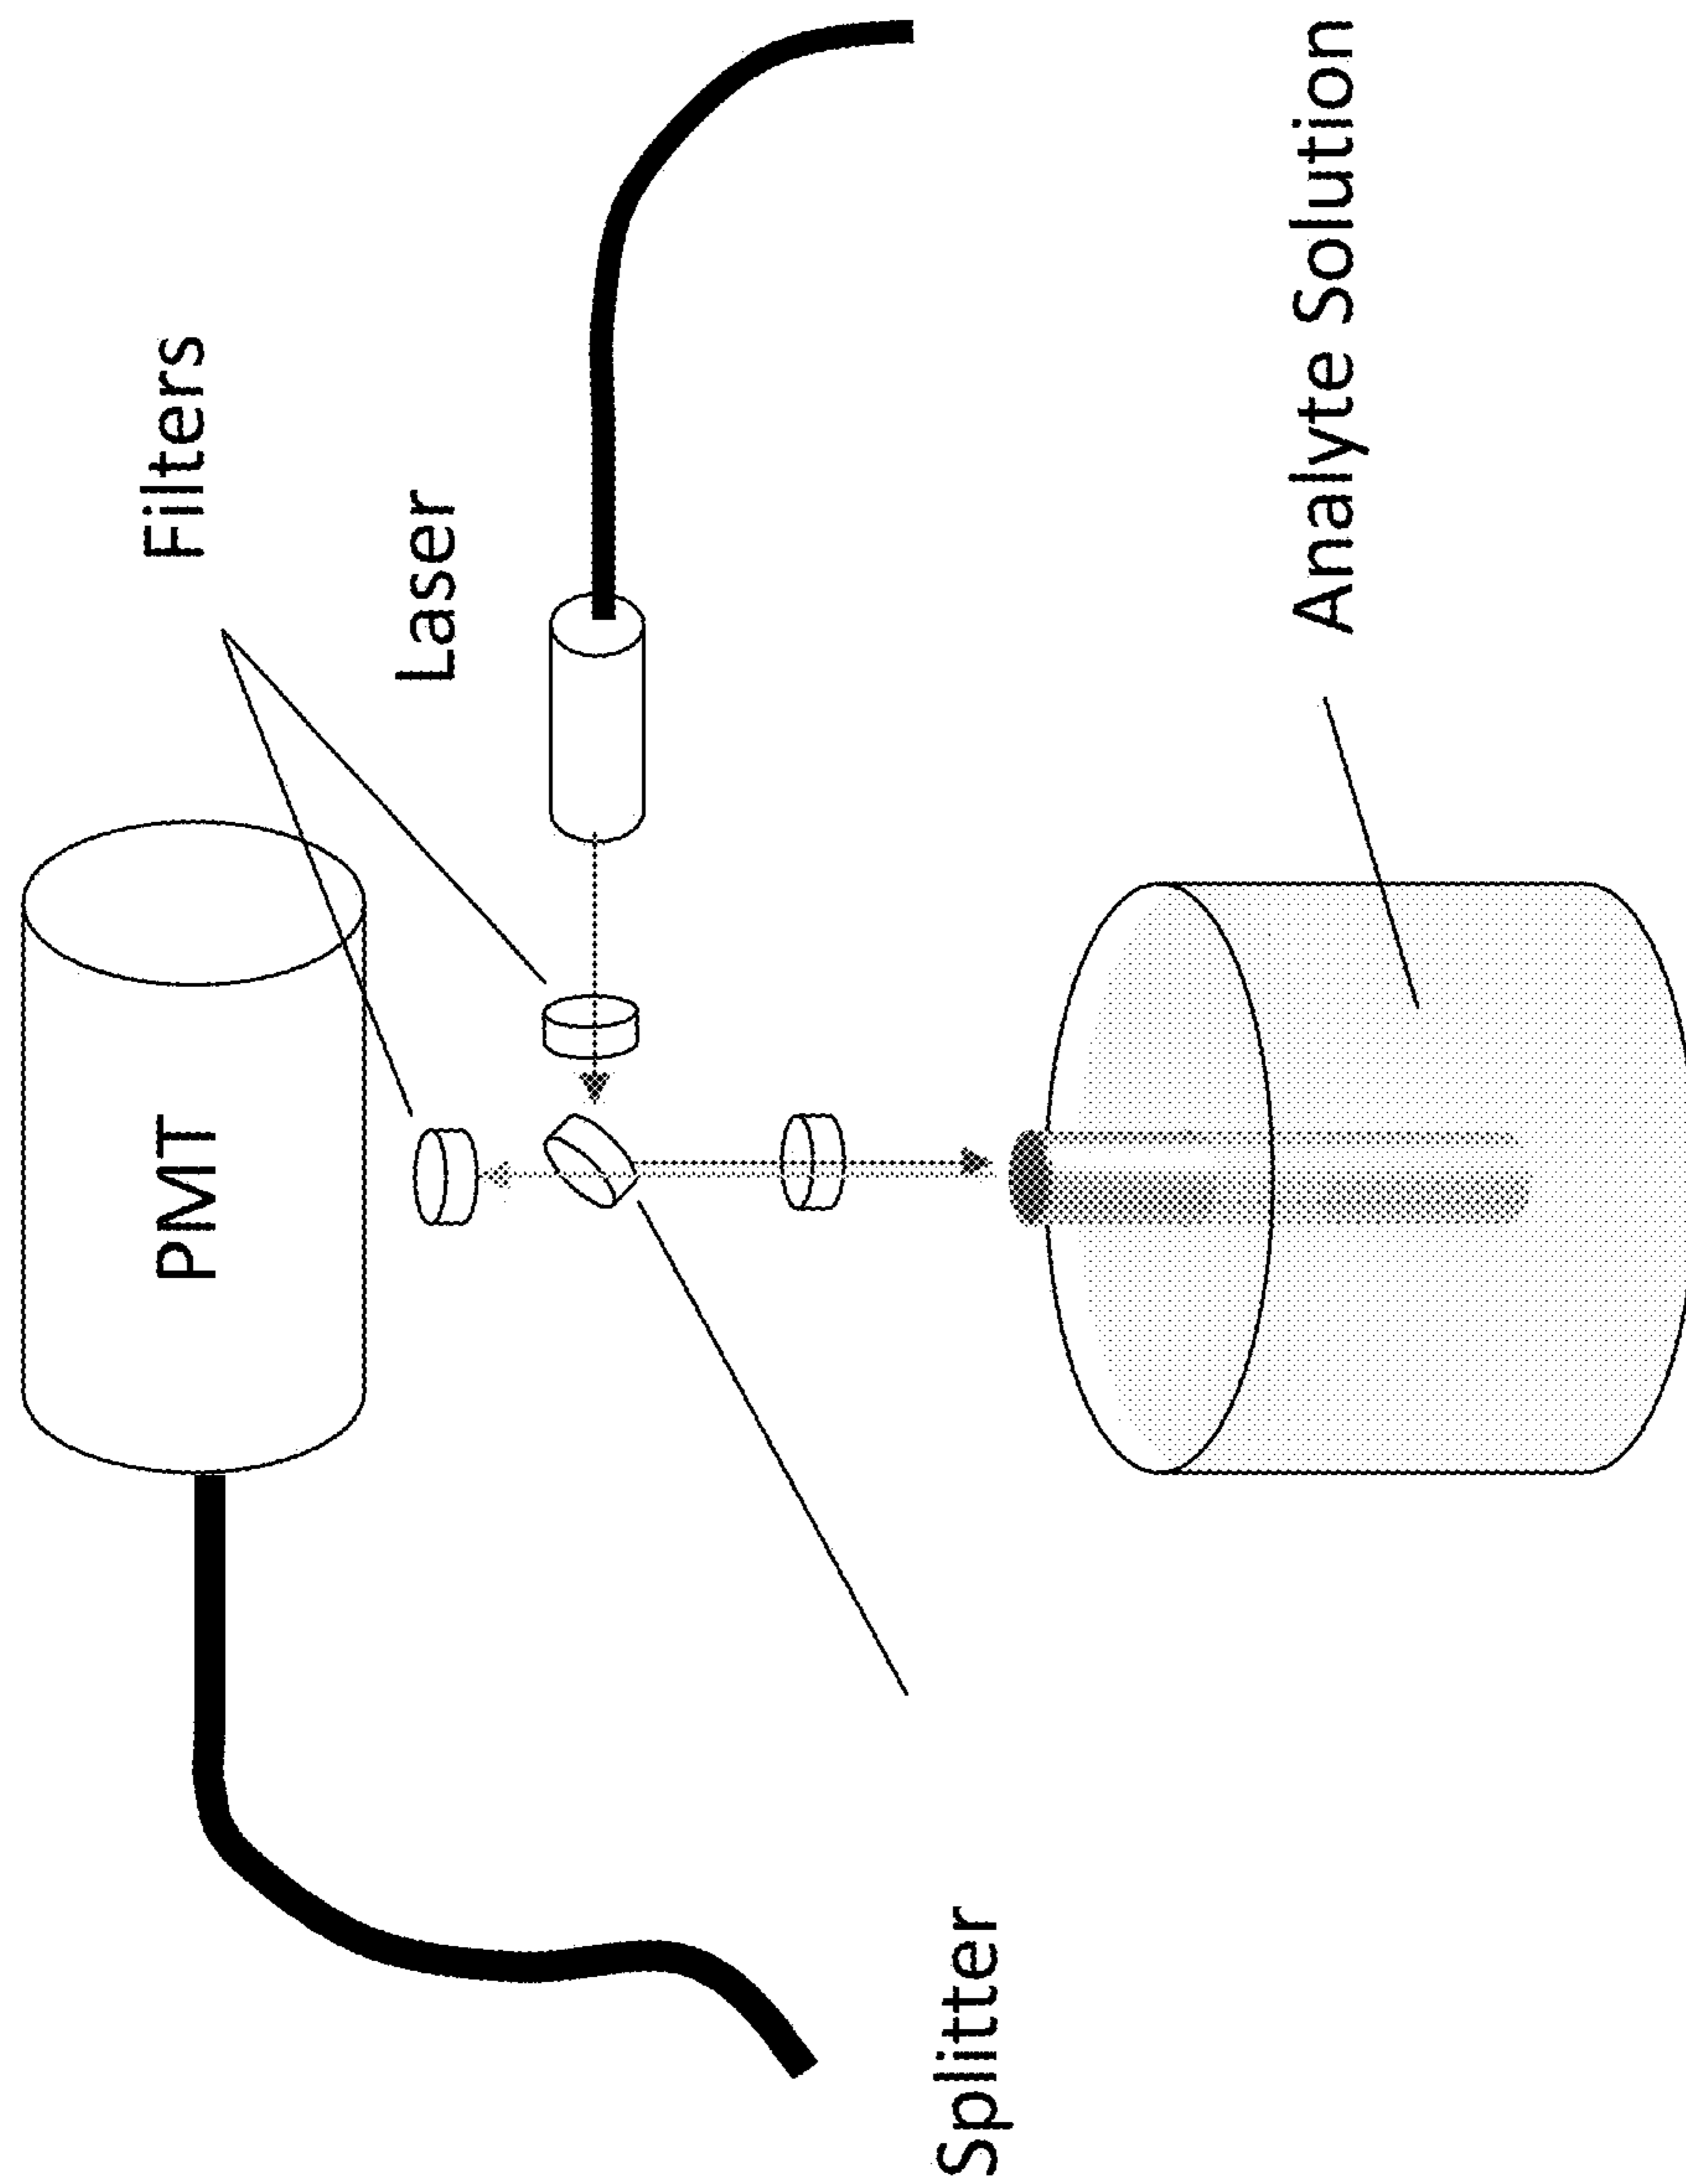 PMT
Filters
Laser
Splitter
Analyte Solution